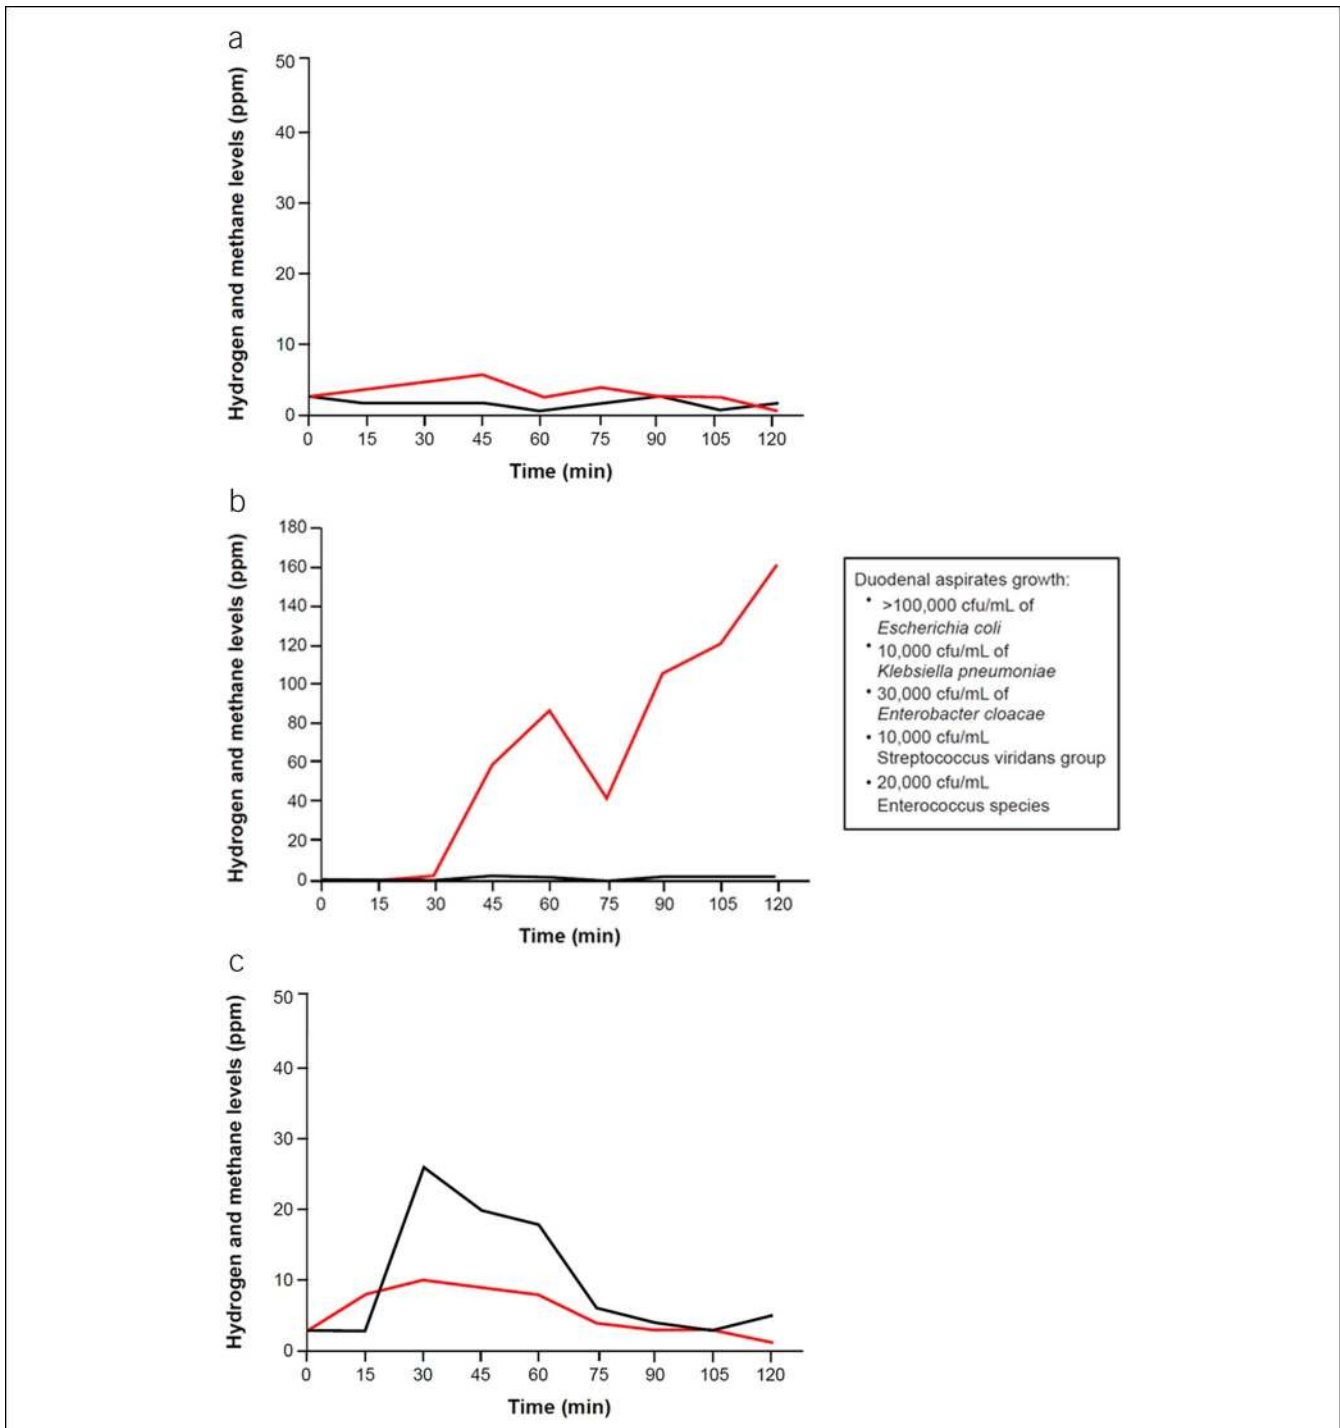 a
Hydrogen and methane levels (ppm)
50
40
30
20
10
0
0 15 30 45 60 75 90 105 120
Time (min)
b
Hydrogen and methane levels (ppm)
180
160
140
120
100
80
60
40
20
0
0 15 30 45 60 75 90 105 120
Time (min)
Duodenal aspirates growth:
• >100,000 cfu/mL of
Escherichia coli
• 10,000 cfu/mL of
Klebsiella pneumoniae
• 30,000 cfu/mL of
Enterobacter cloacae
• 10,000 cfu/mL
Streptococcus viridans group
• 20,000 cfu/mL
Enterococcus species
c
Hydrogen and methane levels (ppm)
50
40
30
20
10
0
0 15 30 45 60 75 90 105 120
Time (min)